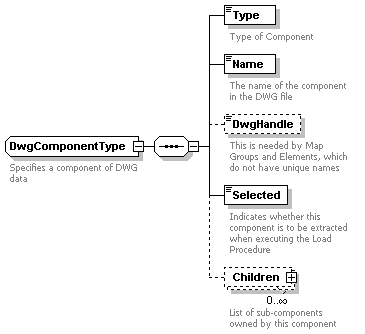 Type
Type of Component
Name
The name of the component
in the DWG file
DwgHandle
This is needed by Map
Groups and Elements, which
do not have unique names
DwgComponentType
Specifies a component of DWG
data
Selected
Indicates whether this
component is to be extracted
when executing the Load
Procedure
Children
0..∞
List of sub-components
owned by this component